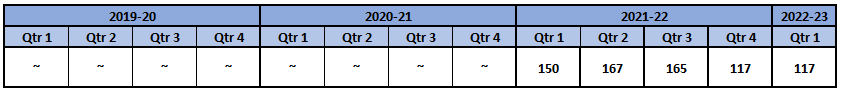 2019-20 2020-21 2021-22 2022-23
Qtr 1 Qtr 2 Qtr 3 Qtr 4 Qtr 1 Qtr 2 Qtr 3 Qtr 4 Qtr 1 Qtr 2 Qtr 3 Qtr 4 Qtr 1
~ ~ ~ ~ ~ ~ ~ ~ 150 167 165 117 117